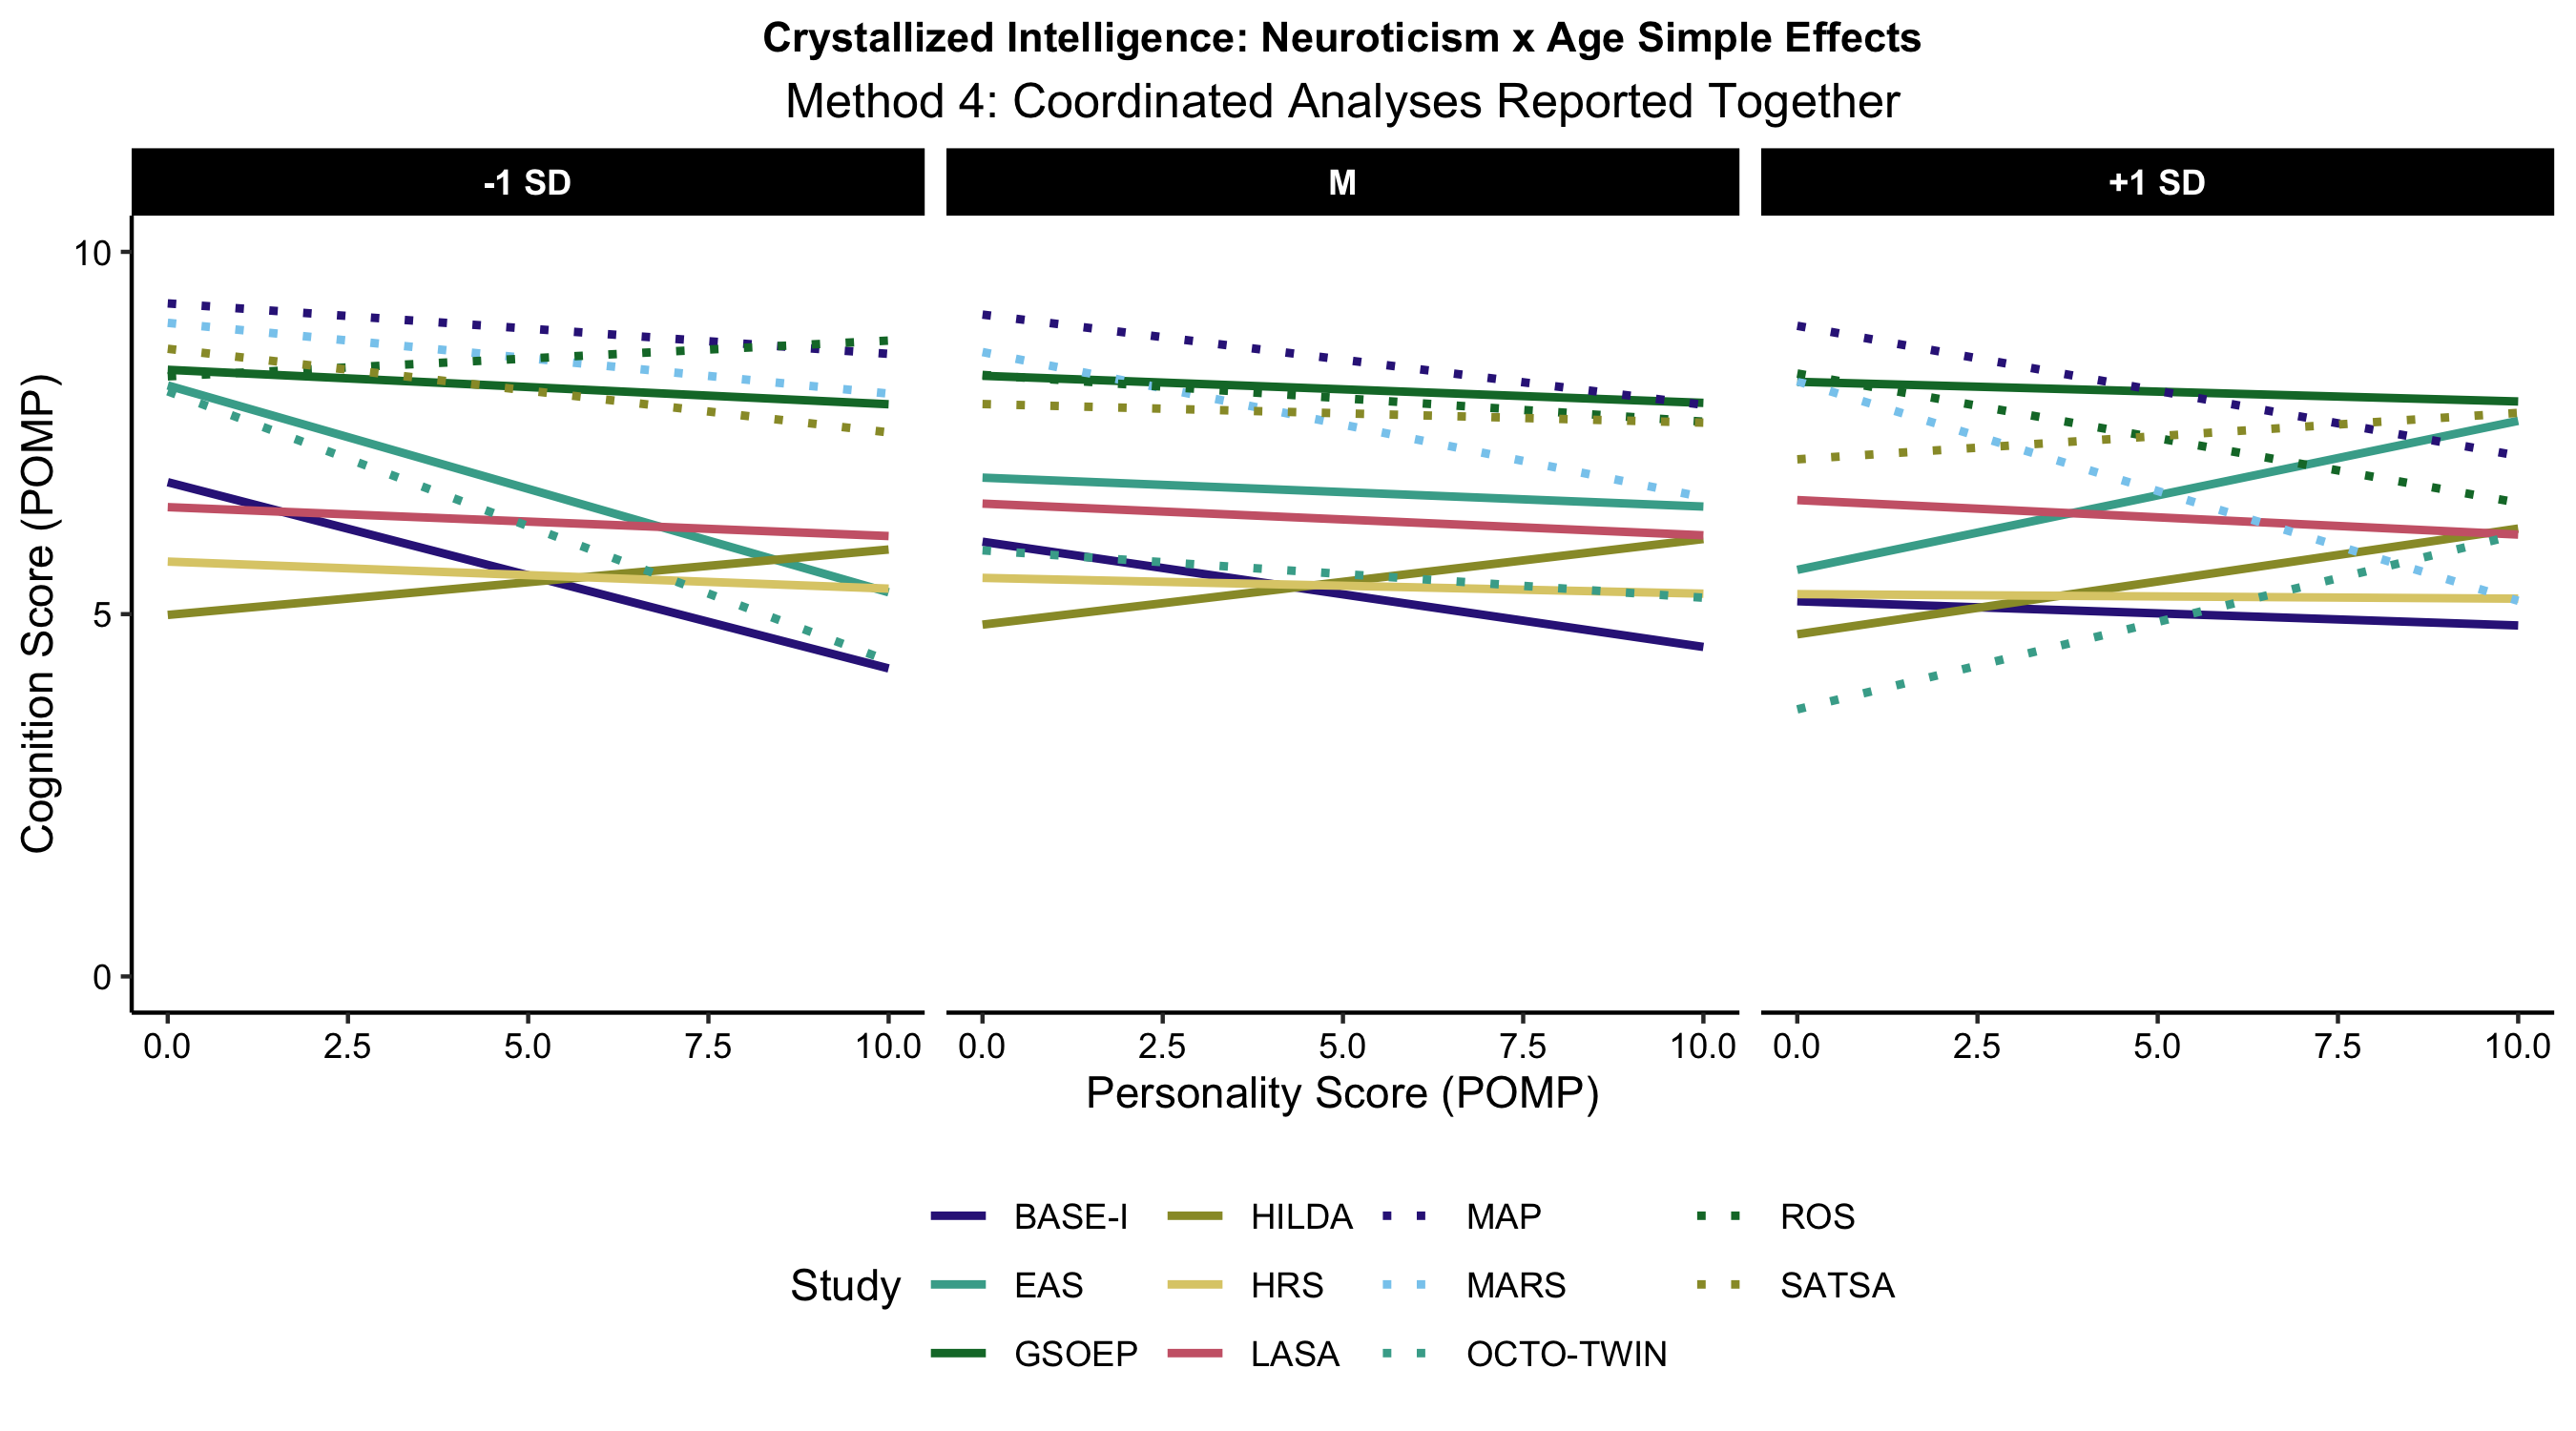 Crystallized Intelligence: Neuroticism x Age Simple Effects
Method 4: Coordinated Analyses Reported Together
-1 SD M +1 SD
Cognition Score (POMP)
10
5
0
0.0 2.5 5.0 7.5 10.0 0.0 2.5 5.0 7.5 10.0 0.0 2.5 5.0 7.5 10.0
Personality Score (POMP)
Study
BASE-I HILDA MAP ROS
EAS HRS MARS SATSA
GSOEP LASA OCTO-TWIN